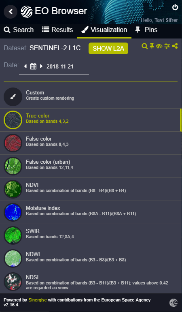 EO Browser
Hello, Tuvi Sithar
Search
Results
Visualization
Pins
Dataset: SENTINEL-2 L1C
SHOW L2A
Date:
2018-11-21
Custom
Create custom rendering
True color
Based on bands 4,3,2
False color
Based on bands 8,4,3
False color (urban)
Based on bands 12,11,4
NDVI
Based on combination of bands (B8 - B4)/(B8 + B4)
Moisture index
Based on combination of bands (B8A - B11)/(B8A + B11)
SWIR
Based on bands 12,8A,4
NDWI
Based on combination of bands (B3 - B8)/(B3 + B8)
NDSI
Based on combination of bands (B3 - B11)/(B3 + B11); values above 0.42
are regarded as snowy
Powered by Sinergise with contributions from the European Space Agency